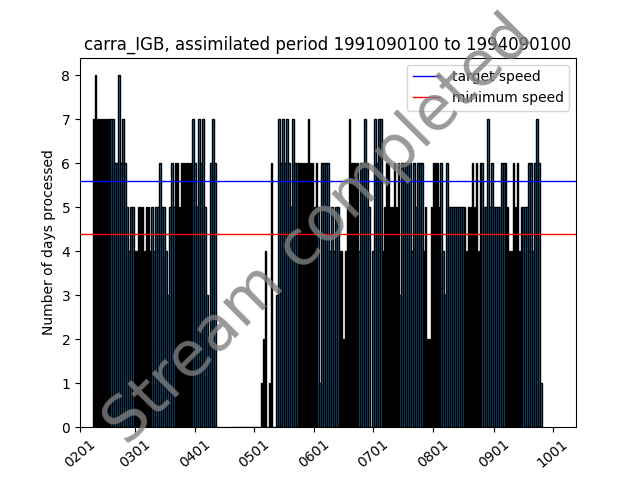 carra_IGB, assimilated period 1991090100 to 1994090100
target speed
minimum speed
Stream completed
Number of days processed
8
7
6
5
4
3
2
1
0
0201 0301 0401 0501 0601 0701 0801 0901 1001